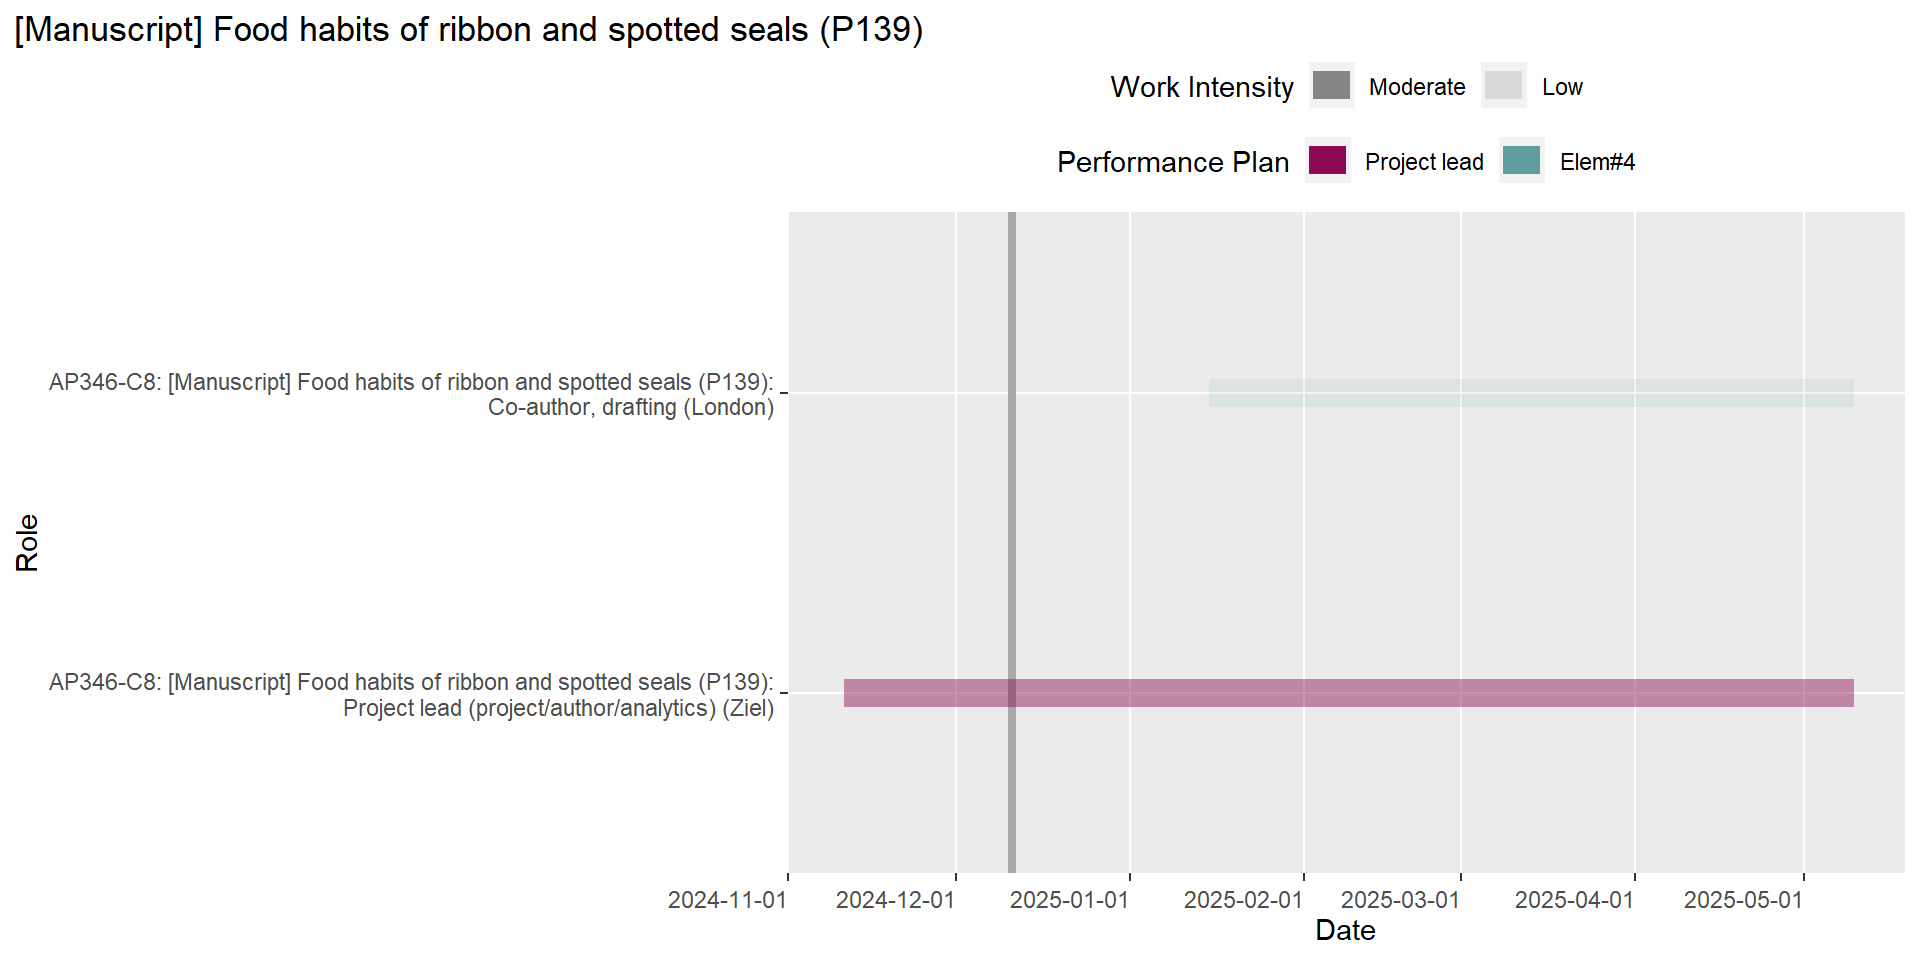 [Manuscript] Food habits of ribbon and spotted seals (P139)
Work Intensity Moderate Low
Performance Plan Project lead Elem#4
AP346-C8: [Manuscript] Food habits of ribbon and spotted seals (P139):
Co-author, drafting (London)
Role
AP346-C8: [Manuscript] Food habits of ribbon and spotted seals (P139):
Project lead (project/author/analytics) (Ziel)
2024-11-01 2024-12-01 2025-01-01 2025-02-01 2025-03-01 2025-04-01 2025-05-01
Date